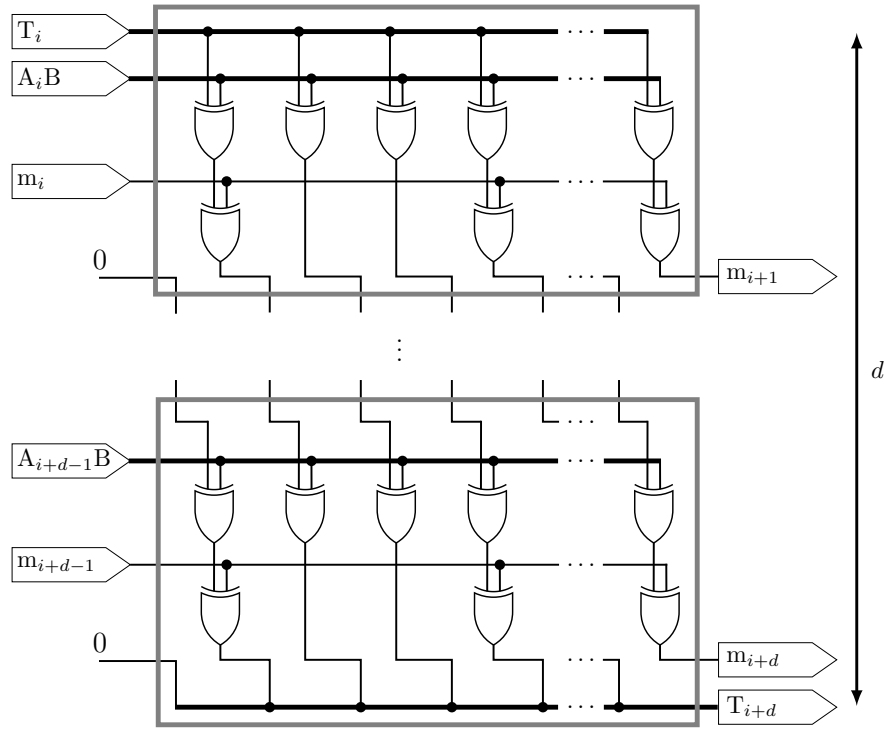 T_i ...
A_iB ...
m_i ...
0 ... m_{i+1}
⋮
d
...
A_{i+d−1}B ...
m_{i+d−1} ...
0 ... m_{i+d}
... T_{i+d}